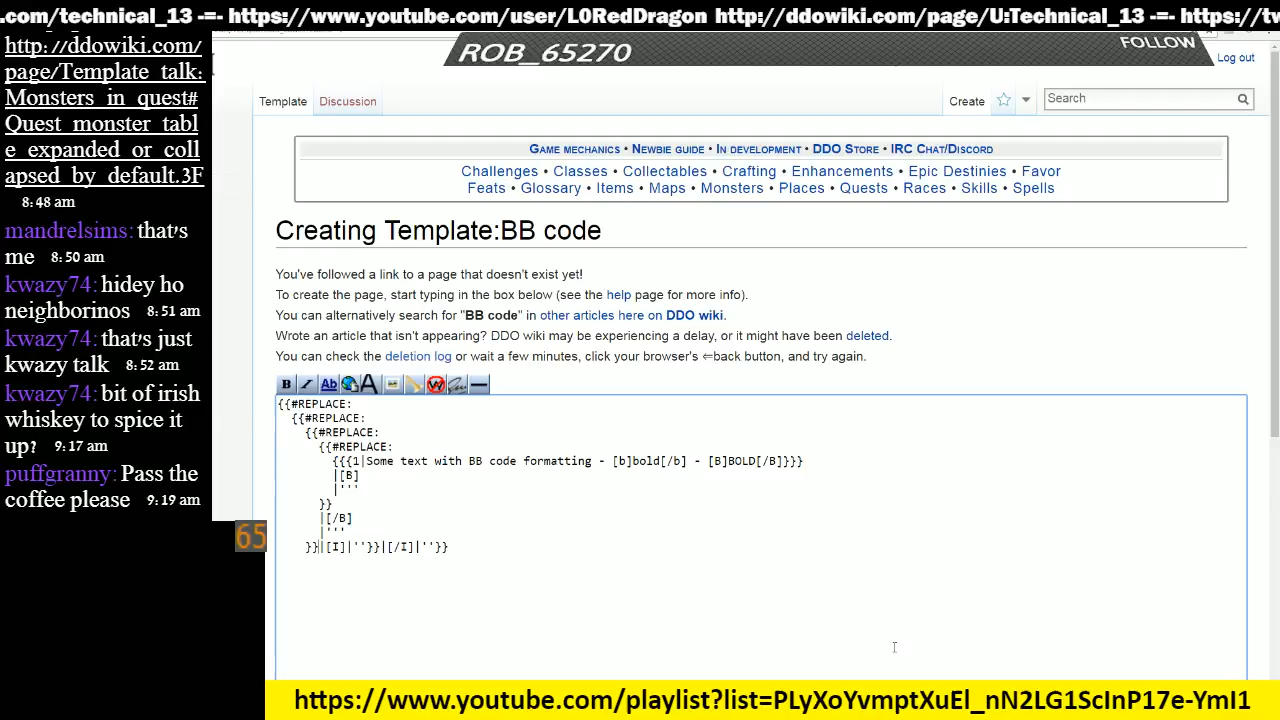 .com/technical_13 -=- https://www.youtube.com/user/L0RedDragon http://ddowiki.com/page/U:Technical_13 -=- https://tw
ROB_65270
FOLLOW
Log out
http://ddowiki.com/
page/Template_talk:
Monsters_in_quest#
Quest_monster_tabl
e_expanded_or_coll
apsed_by_default.3F
8:48 am
mandrelsims: that's
me 8:50 am
kwazy74: hidey ho
neighborinos 8:51 am
kwazy74: that's just
kwazy talk 8:52 am
kwazy74: bit of irish
whiskey to spice it
up? 9:17 am
puffgranny: Pass the
coffee please 9:19 am
65
Template Discussion Create Search
Game mechanics • Newbie guide • In development • DDO Store • IRC Chat/Discord
Challenges • Classes • Collectables • Crafting • Enhancements • Epic Destinies • Favor
Feats • Glossary • Items • Maps • Monsters • Places • Quests • Races • Skills • Spells
Creating Template:BB code
You've followed a link to a page that doesn't exist yet!
To create the page, start typing in the box below (see the help page for more info).
You can alternatively search for "BB code" in other articles here on DDO wiki.
Wrote an article that isn't appearing? DDO wiki may be experiencing a delay, or it might have been deleted.
You can check the deletion log or wait a few minutes, click your browser's ⇐back button, and try again.
B I Ab A W
{{#REPLACE:
{{#REPLACE:
{{#REPLACE:
{{#REPLACE:
{{{1|Some text with BB code formatting - [b]bold[/b] - [B]BOLD[/B]}}}
|[B]
|'''
}}
|[/B]
|'''
}}|[I]|''}}|[/I]|''}}
https://www.youtube.com/playlist?list=PLyXoYvmptXuEl_nN2LG1ScInP17e-YmI1